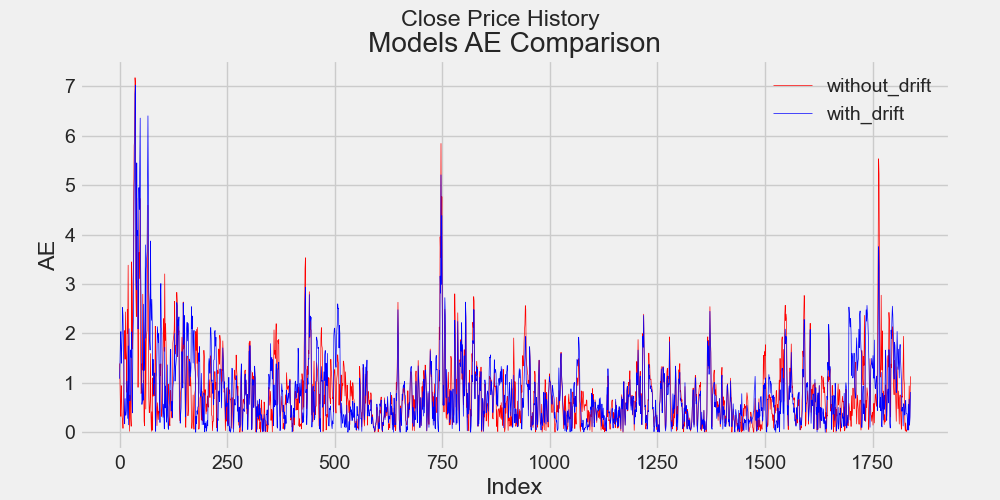 Close Price History
Models AE Comparison
without_drift
with_drift
7
6
5
4
3
2
1
0
AE
0 250 500 750 1000 1250 1500 1750
Index